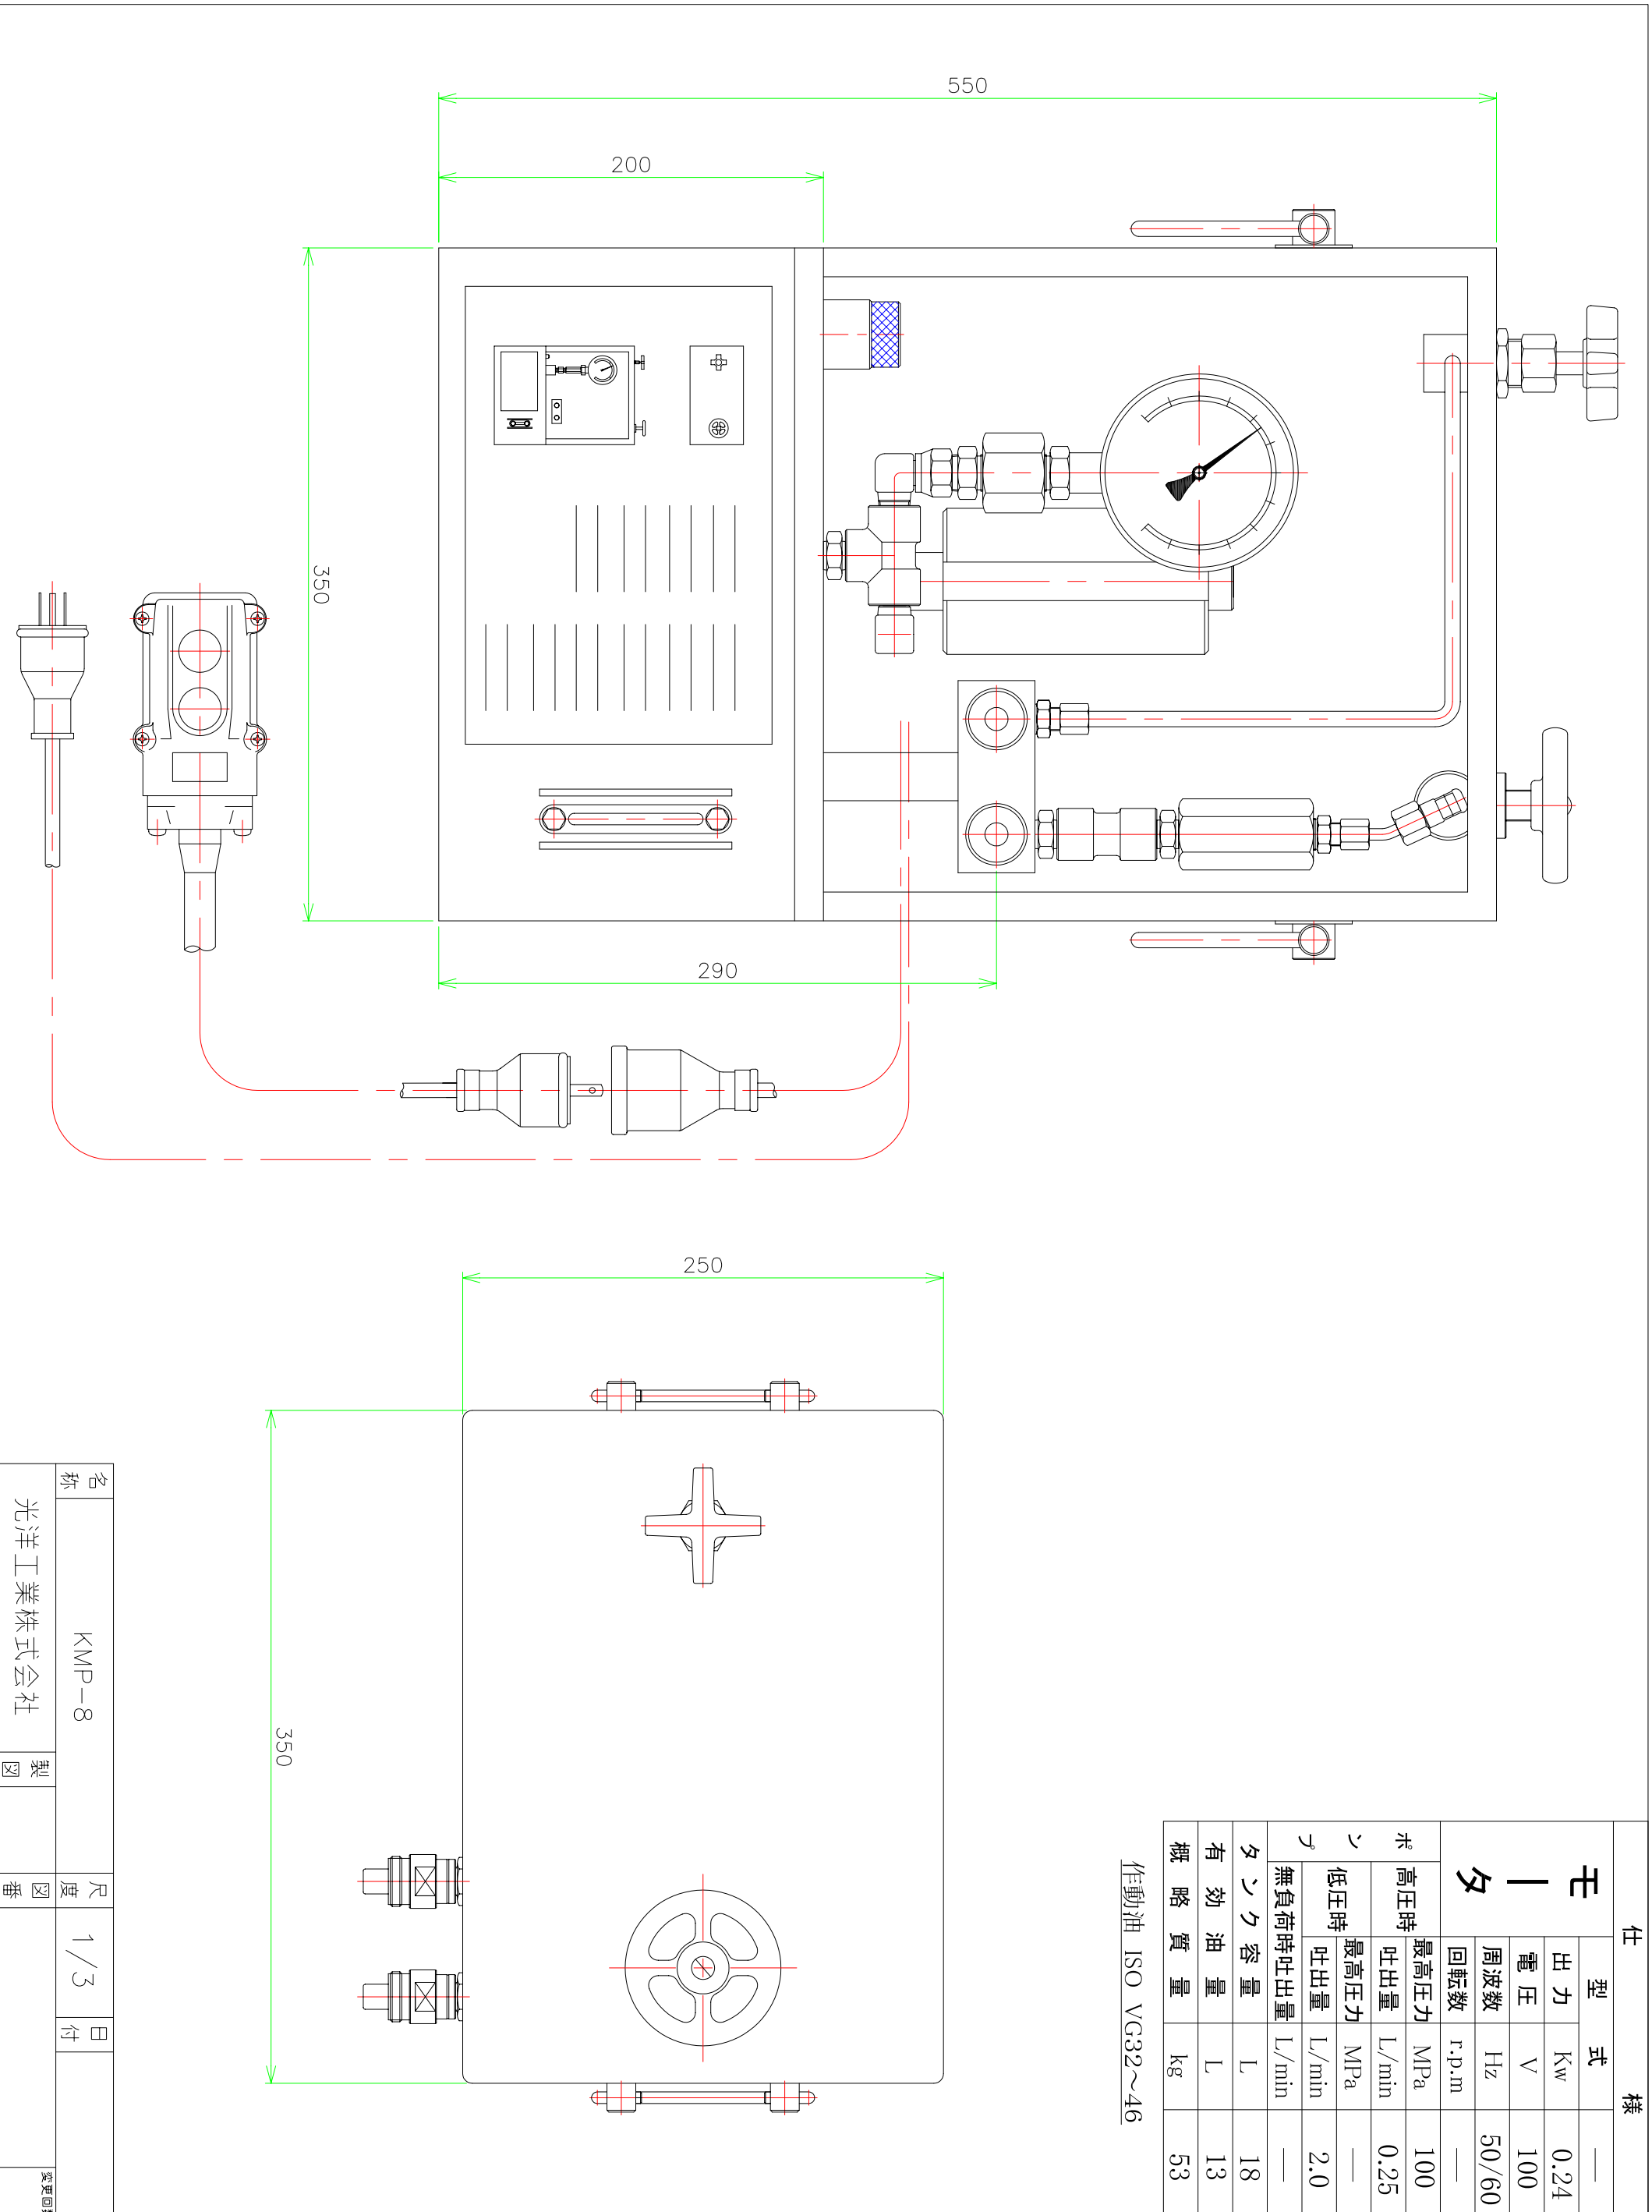 550
200
350
290
250
350
仕 様
モータ 型式 —
出力 Kw 0.24
電圧 V 100
周波数 Hz 50/60
回転数 r.p.m —
ポンプ 高圧時 最高圧力 MPa 100
吐出量 L/min 0.25
低圧時 最高圧力 MPa —
吐出量 L/min 2.0
無負荷時吐出量 L/min —
タンク容量 L 18
有効油量 L 13
概略質量 kg 53
作動油 ISO VG32～46
名称 KMP-8 尺度 1/3 日付
光洋工業株式会社 製図 図番
変更回